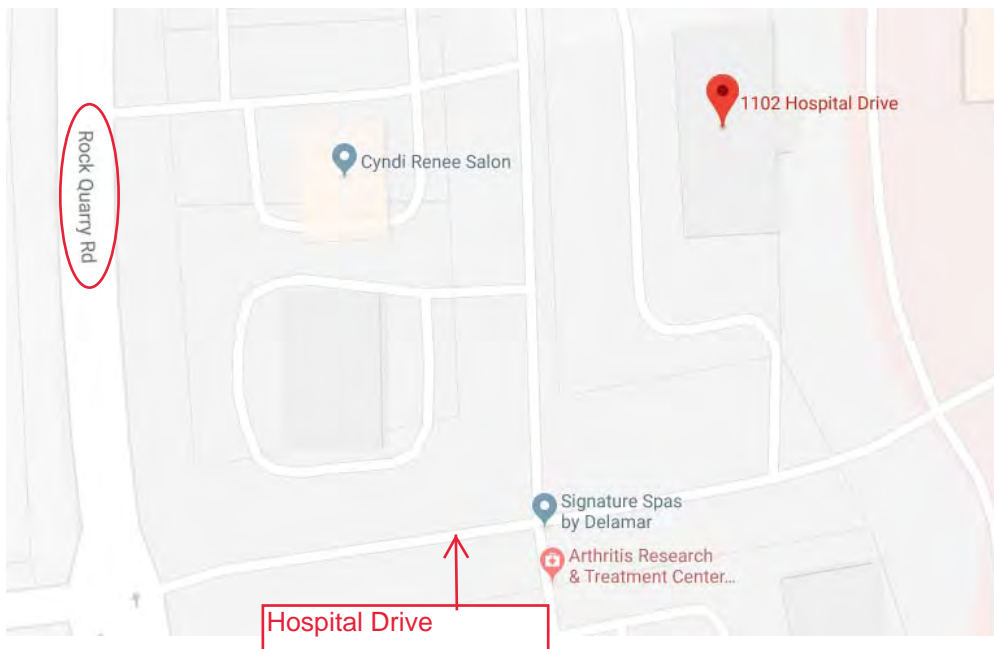 1102 Hospital Drive
Rock Quarry Rd
Cyndi Renee Salon
Signature Spas
by Delamar
Arthritis Research
& Treatment Center...
Hospital Drive